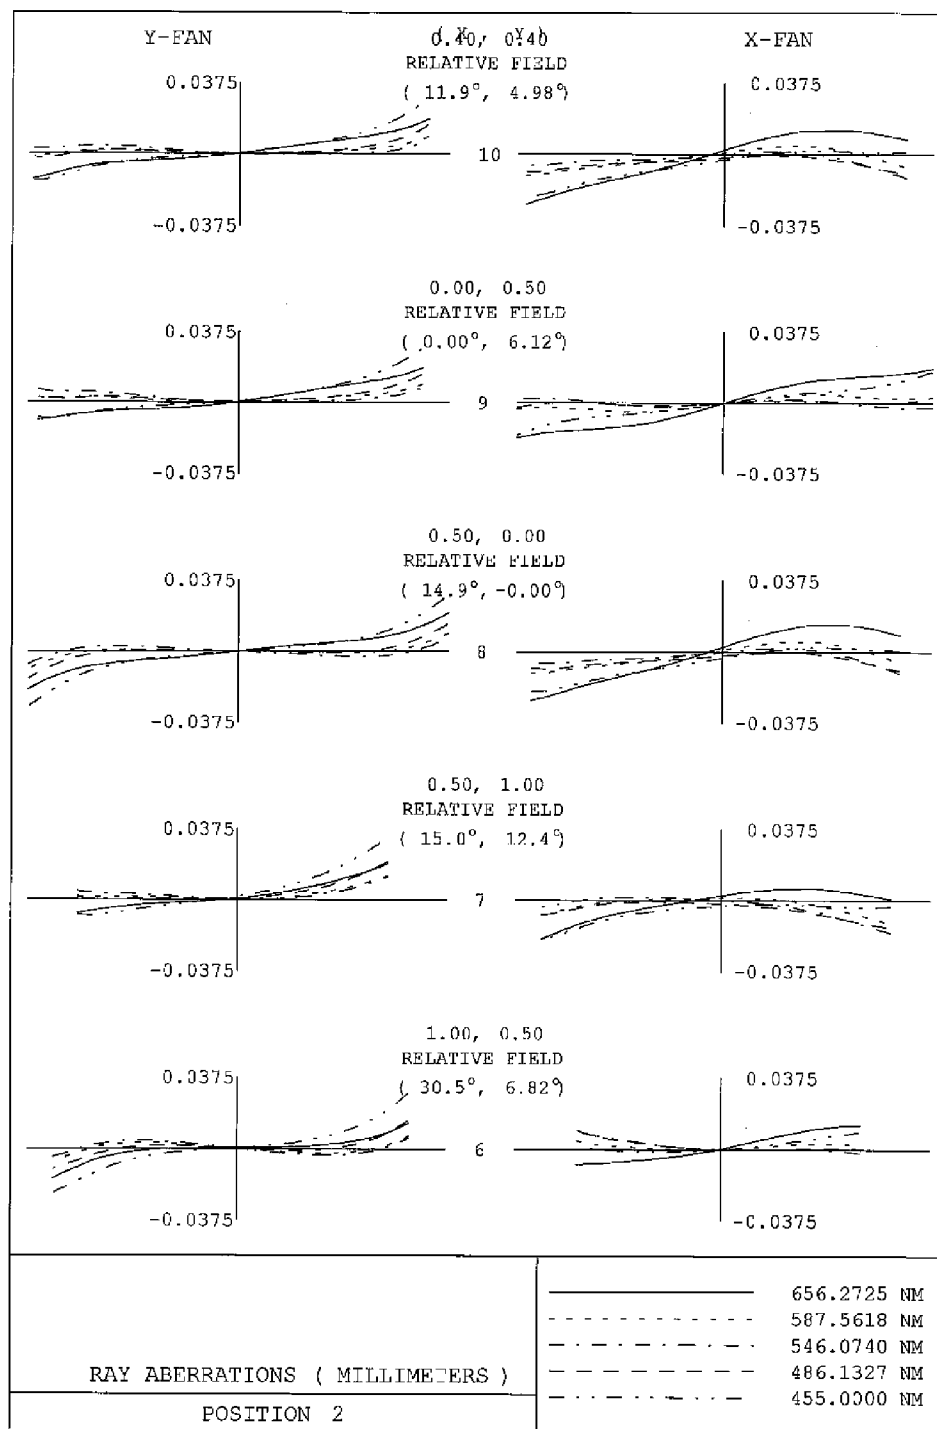 Y-FAN X-FAN
0.40, 0.40
RELATIVE FIELD
( 11.9°, 4.98°)
0.0375 0.0375
10
-0.0375 -0.0375
0.00, 0.50
RELATIVE FIELD
( 0.00°, 6.12°)
0.0375 0.0375
9
-0.0375 -0.0375
0.50, 0.00
RELATIVE FIELD
( 14.9°, -0.00°)
0.0375 0.0375
8
-0.0375 -0.0375
0.50, 1.00
RELATIVE FIELD
( 15.0°, 12.4°)
0.0375 0.0375
7
-0.0375 -0.0375
1.00, 0.50
RELATIVE FIELD
( 30.5°, 6.82°)
0.0375 0.0375
6
-0.0375 -0.0375
656.2725 NM
587.5618 NM
546.0740 NM
486.1327 NM
455.0000 NM
RAY ABERRATIONS ( MILLIMETERS )
POSITION 2